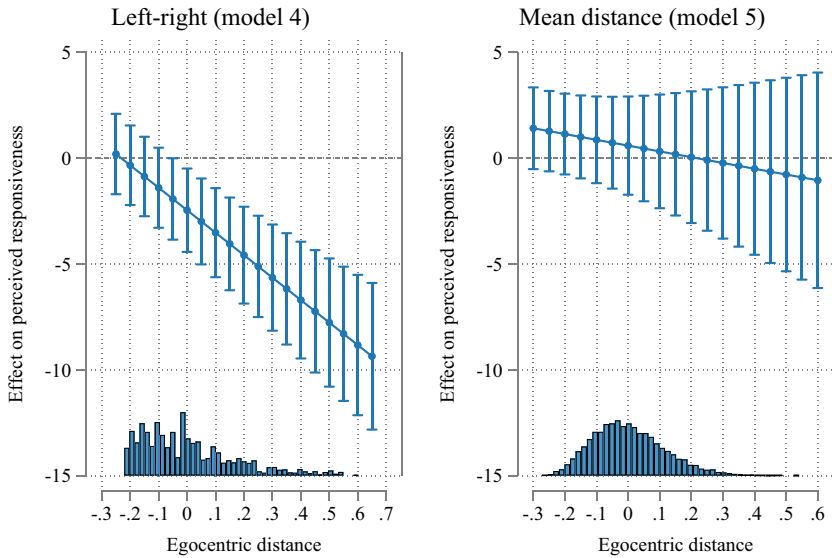 Left-right (model 4)
Effect on perceived responsiveness
5
0
-5
-10
-15
-.3 -.2 -.1 0 .1 .2 .3 .4 .5 .6 .7
Egocentric distance
Mean distance (model 5)
Effect on perceived responsiveness
5
0
-5
-10
-15
-.3 -.2 -.1 0 .1 .2 .3 .4 .5 .6
Egocentric distance